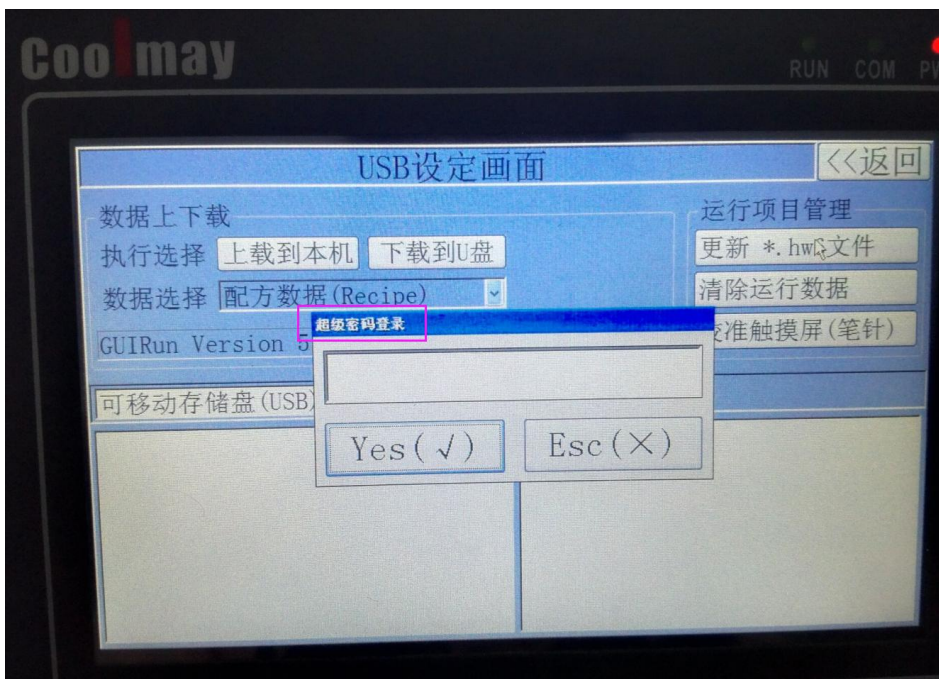 Coolmay
RUN COM
USB设定画面
<<返回
数据上下载
执行选择 上载到本机 下载到U盘
数据选择 配方数据(Recipe)
GUIRun Version
可移动存储盘(USB)
运行项目管理
更新 *.hw文件
清除运行数据
校准触摸屏(笔针)
超级密码登录
Yes(√) Esc(×)